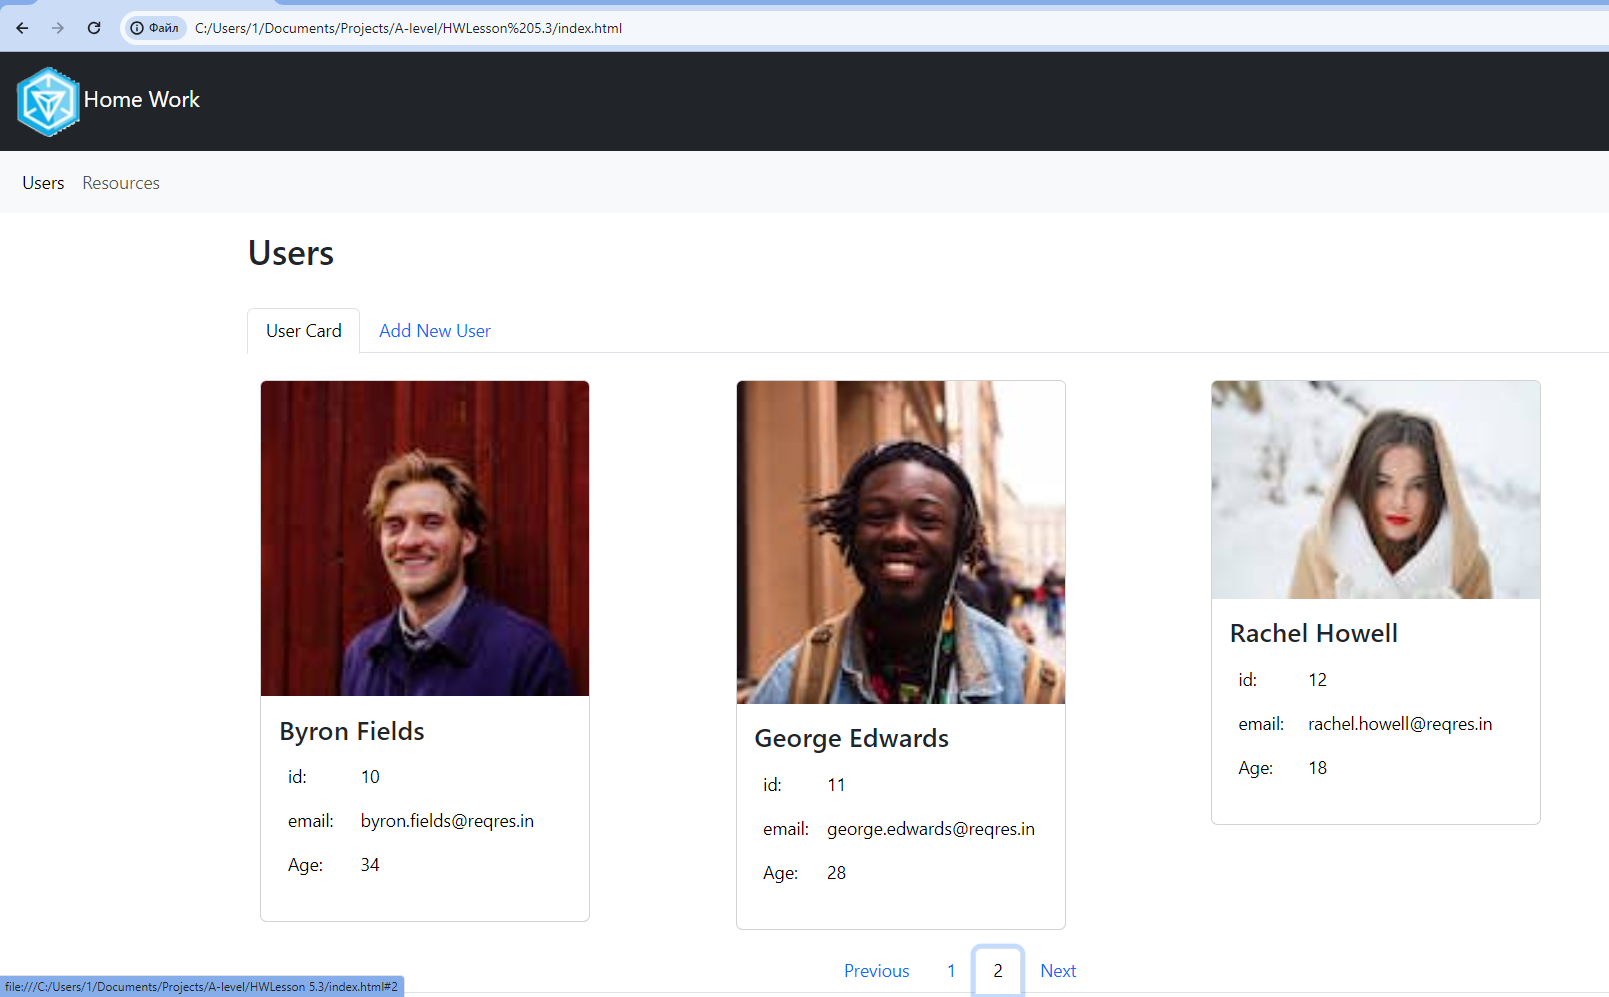 Файл C:/Users/1/Documents/Projects/A-level/HWLesson%205.3/index.html
Home Work
Users Resources
Users
User Card Add New User
Byron Fields
id: 10
email: byron.fields@reqres.in
Age: 34
George Edwards
id: 11
email: george.edwards@reqres.in
Age: 28
Rachel Howell
id: 12
email: rachel.howell@reqres.in
Age: 18
Previous 1 2 Next
file:///C:/Users/1/Documents/Projects/A-level/HWLesson 5.3/index.html#2